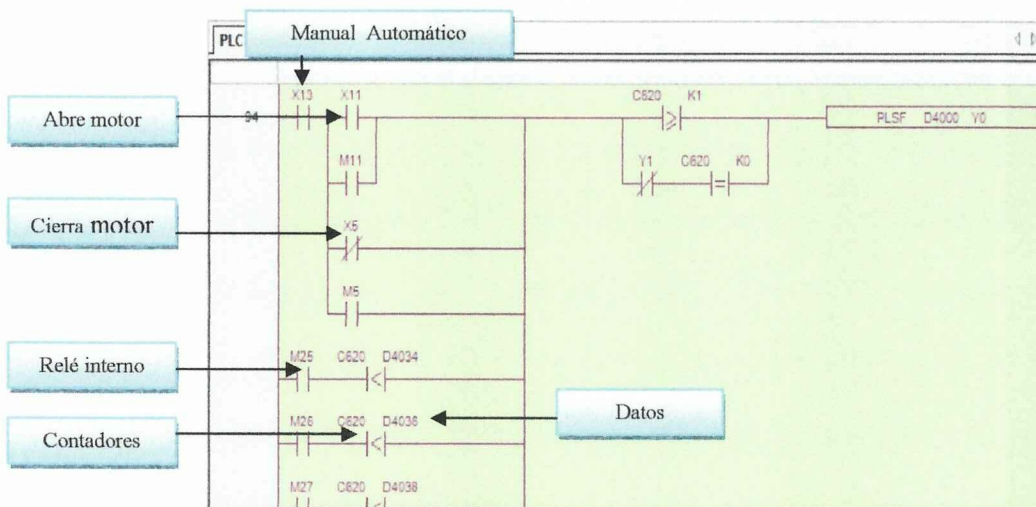 PLC
Manual Automático
X13 X11 C620 K1
Abre motor
94
PLSF D4000 Y0
M11 Y1 C620 K0
Cierra motor
X5
M5
Relé interno
M25 C620 D4034
Datos
M26 C620 D4036
Contadores
M27 C620 D4038